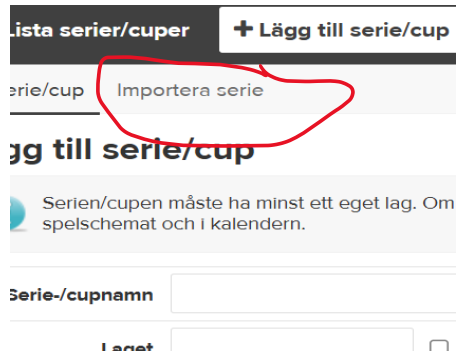 Lista serier/cuper + Lägg till serie/cup
erie/cup Importera serie
gg till serie/cup
Serien/cupen måste ha minst ett eget lag. Om
spelschemat och i kalendern.
Serie-/cupnamn
Laget